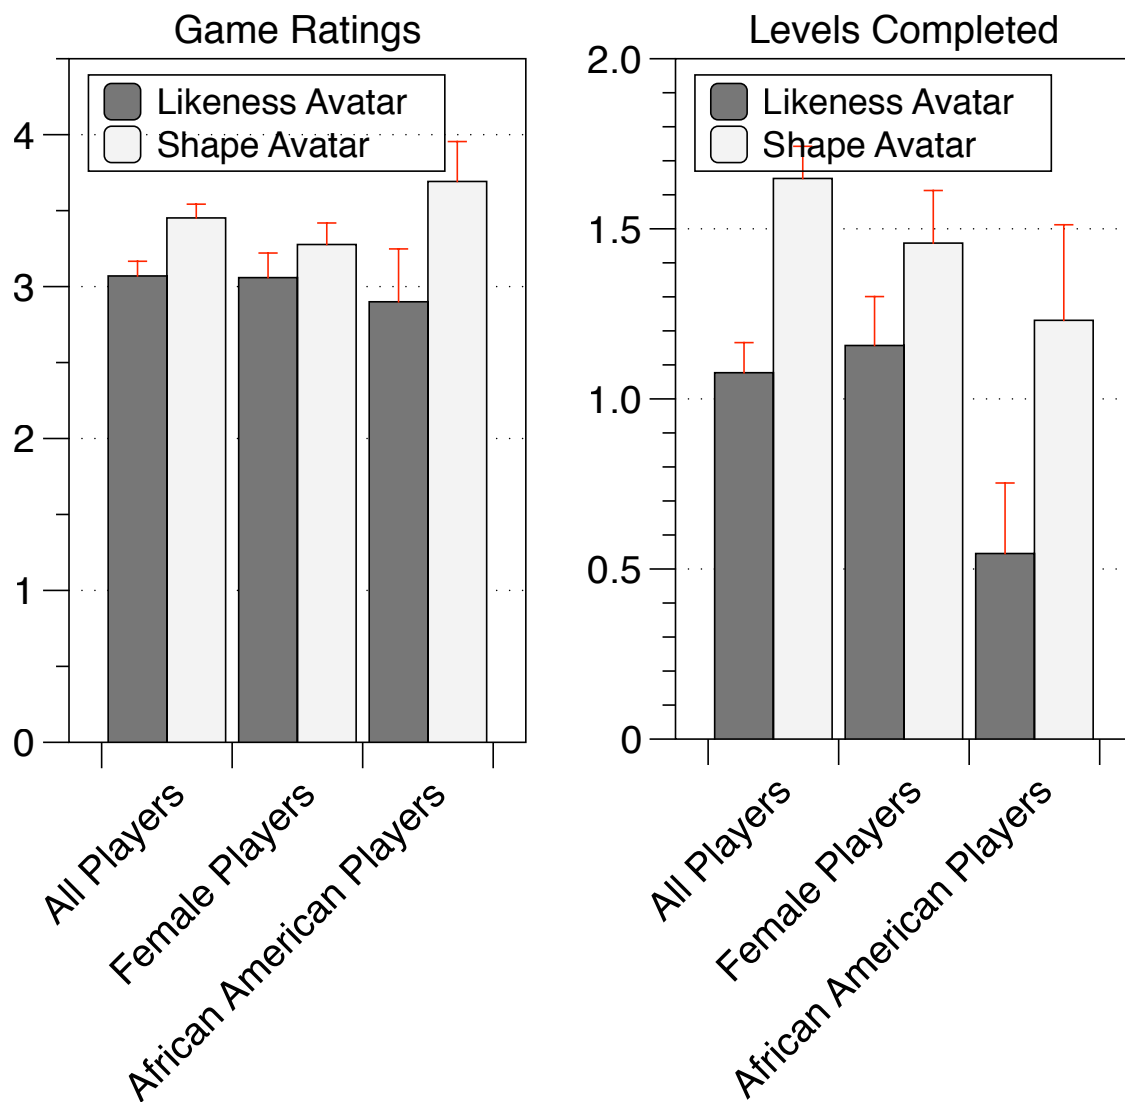 Game Ratings
Likeness Avatar
Shape Avatar
4
3
2
1
0
All Players
Female Players
African American Players
Levels Completed
Likeness Avatar
Shape Avatar
2.0
1.5
1.0
0.5
0
All Players
Female Players
African American Players